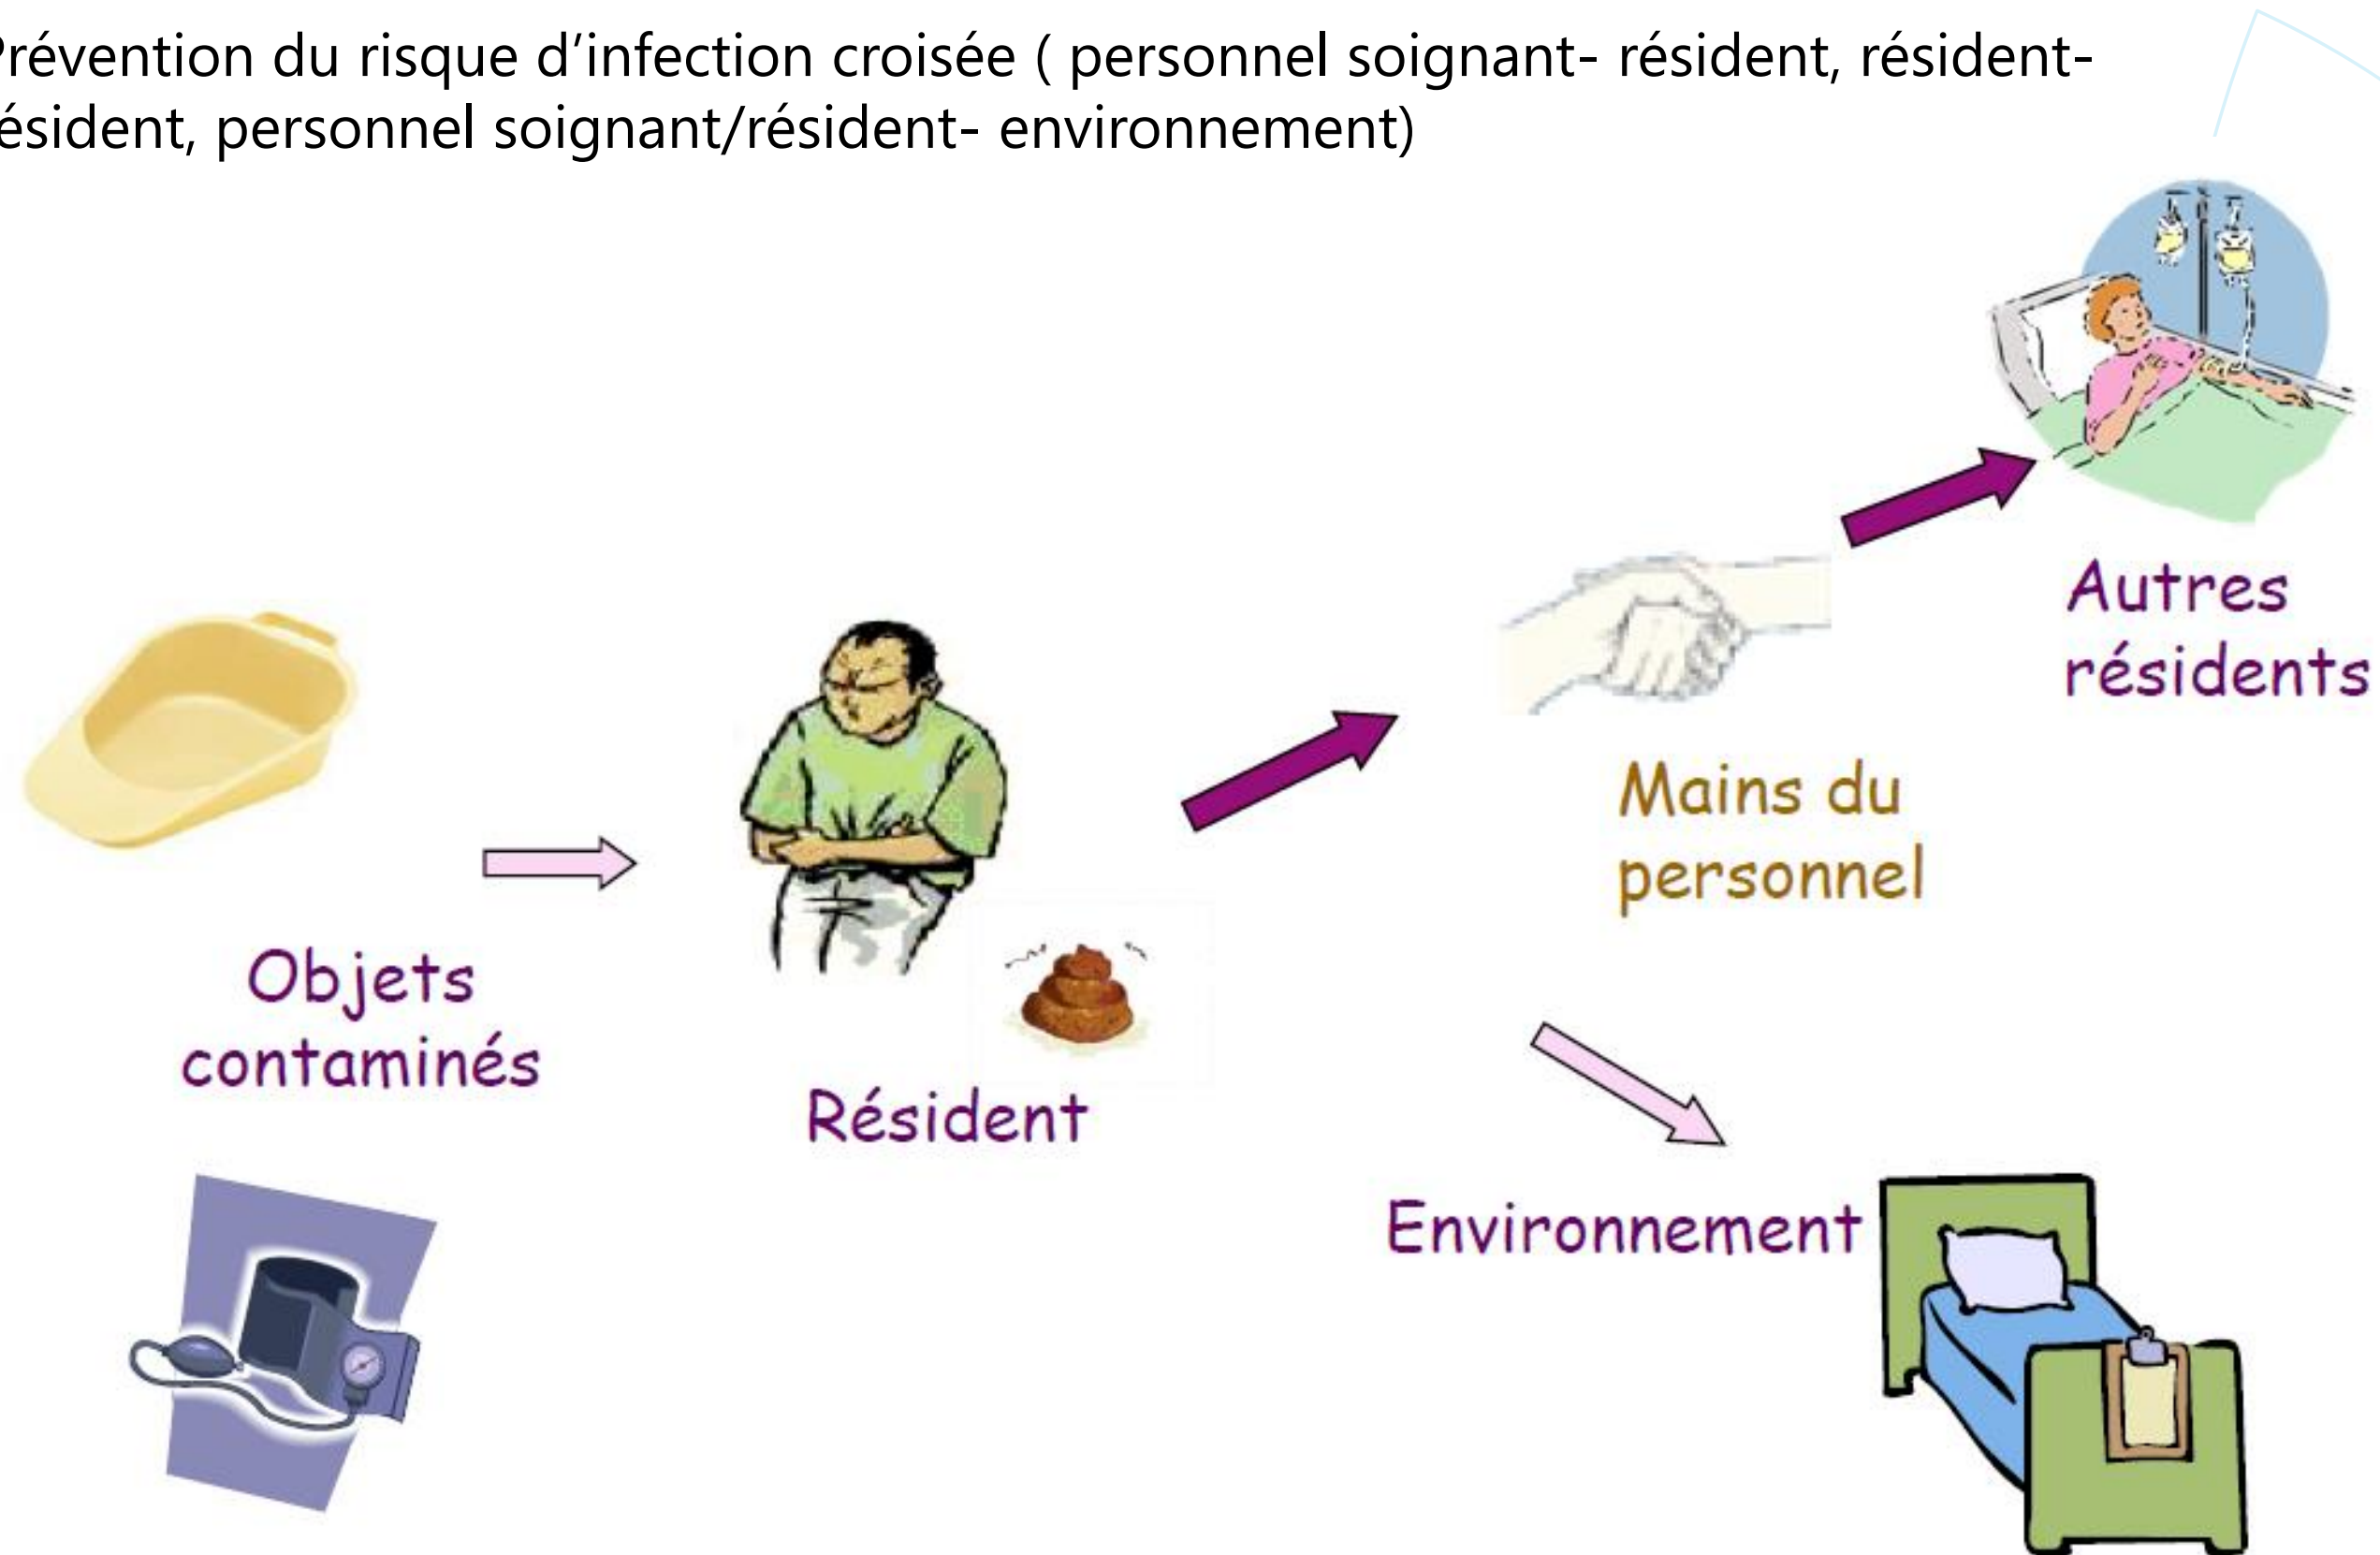 Prévention du risque d’infection croisée ( personnel soignant- résident, résident-
ésident, personnel soignant/résident- environnement)
Autres
résidents
Mains du
personnel
Objets
contaminés
Résident
Environnement